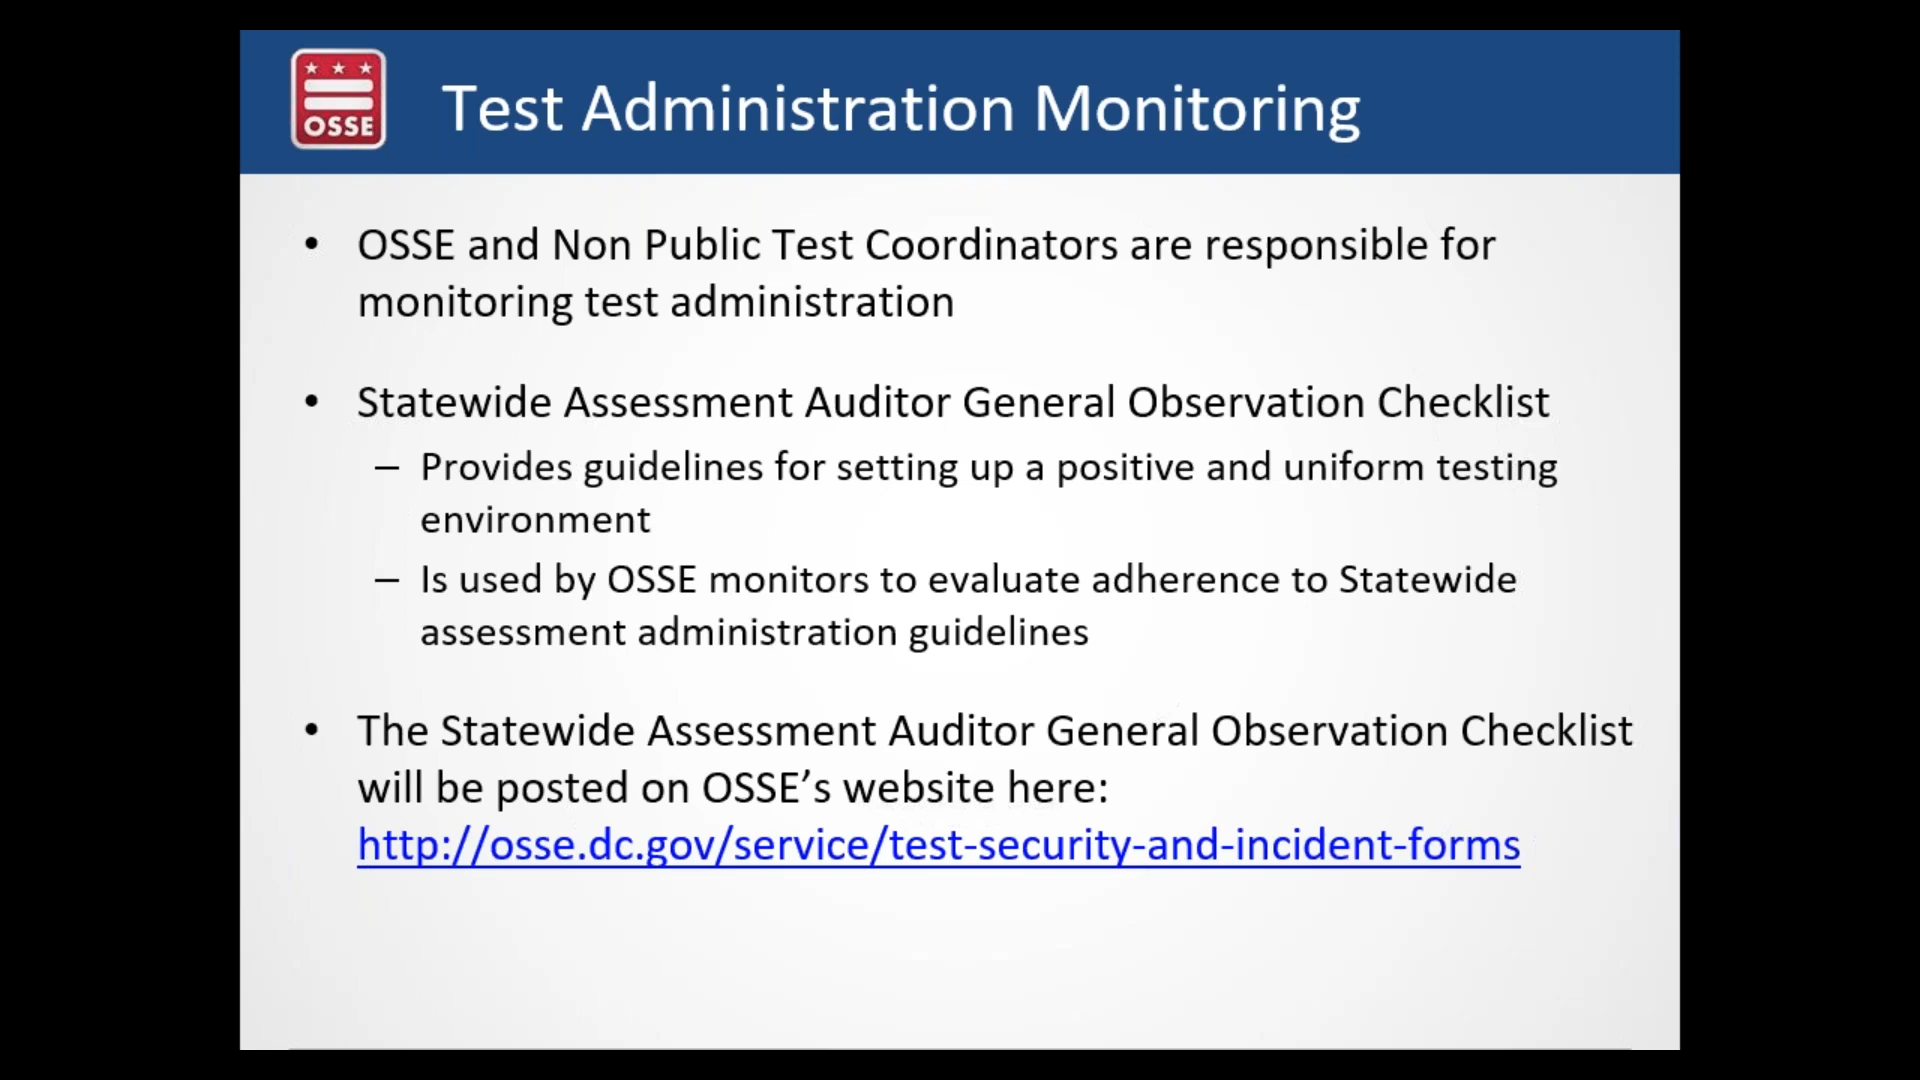 OSSE
Test Administration Monitoring
• OSSE and Non Public Test Coordinators are responsible for
monitoring test administration
• Statewide Assessment Auditor General Observation Checklist
– Provides guidelines for setting up a positive and uniform testing
environment
– Is used by OSSE monitors to evaluate adherence to Statewide
assessment administration guidelines
• The Statewide Assessment Auditor General Observation Checklist
will be posted on OSSE’s website here:
http://osse.dc.gov/service/test-security-and-incident-forms